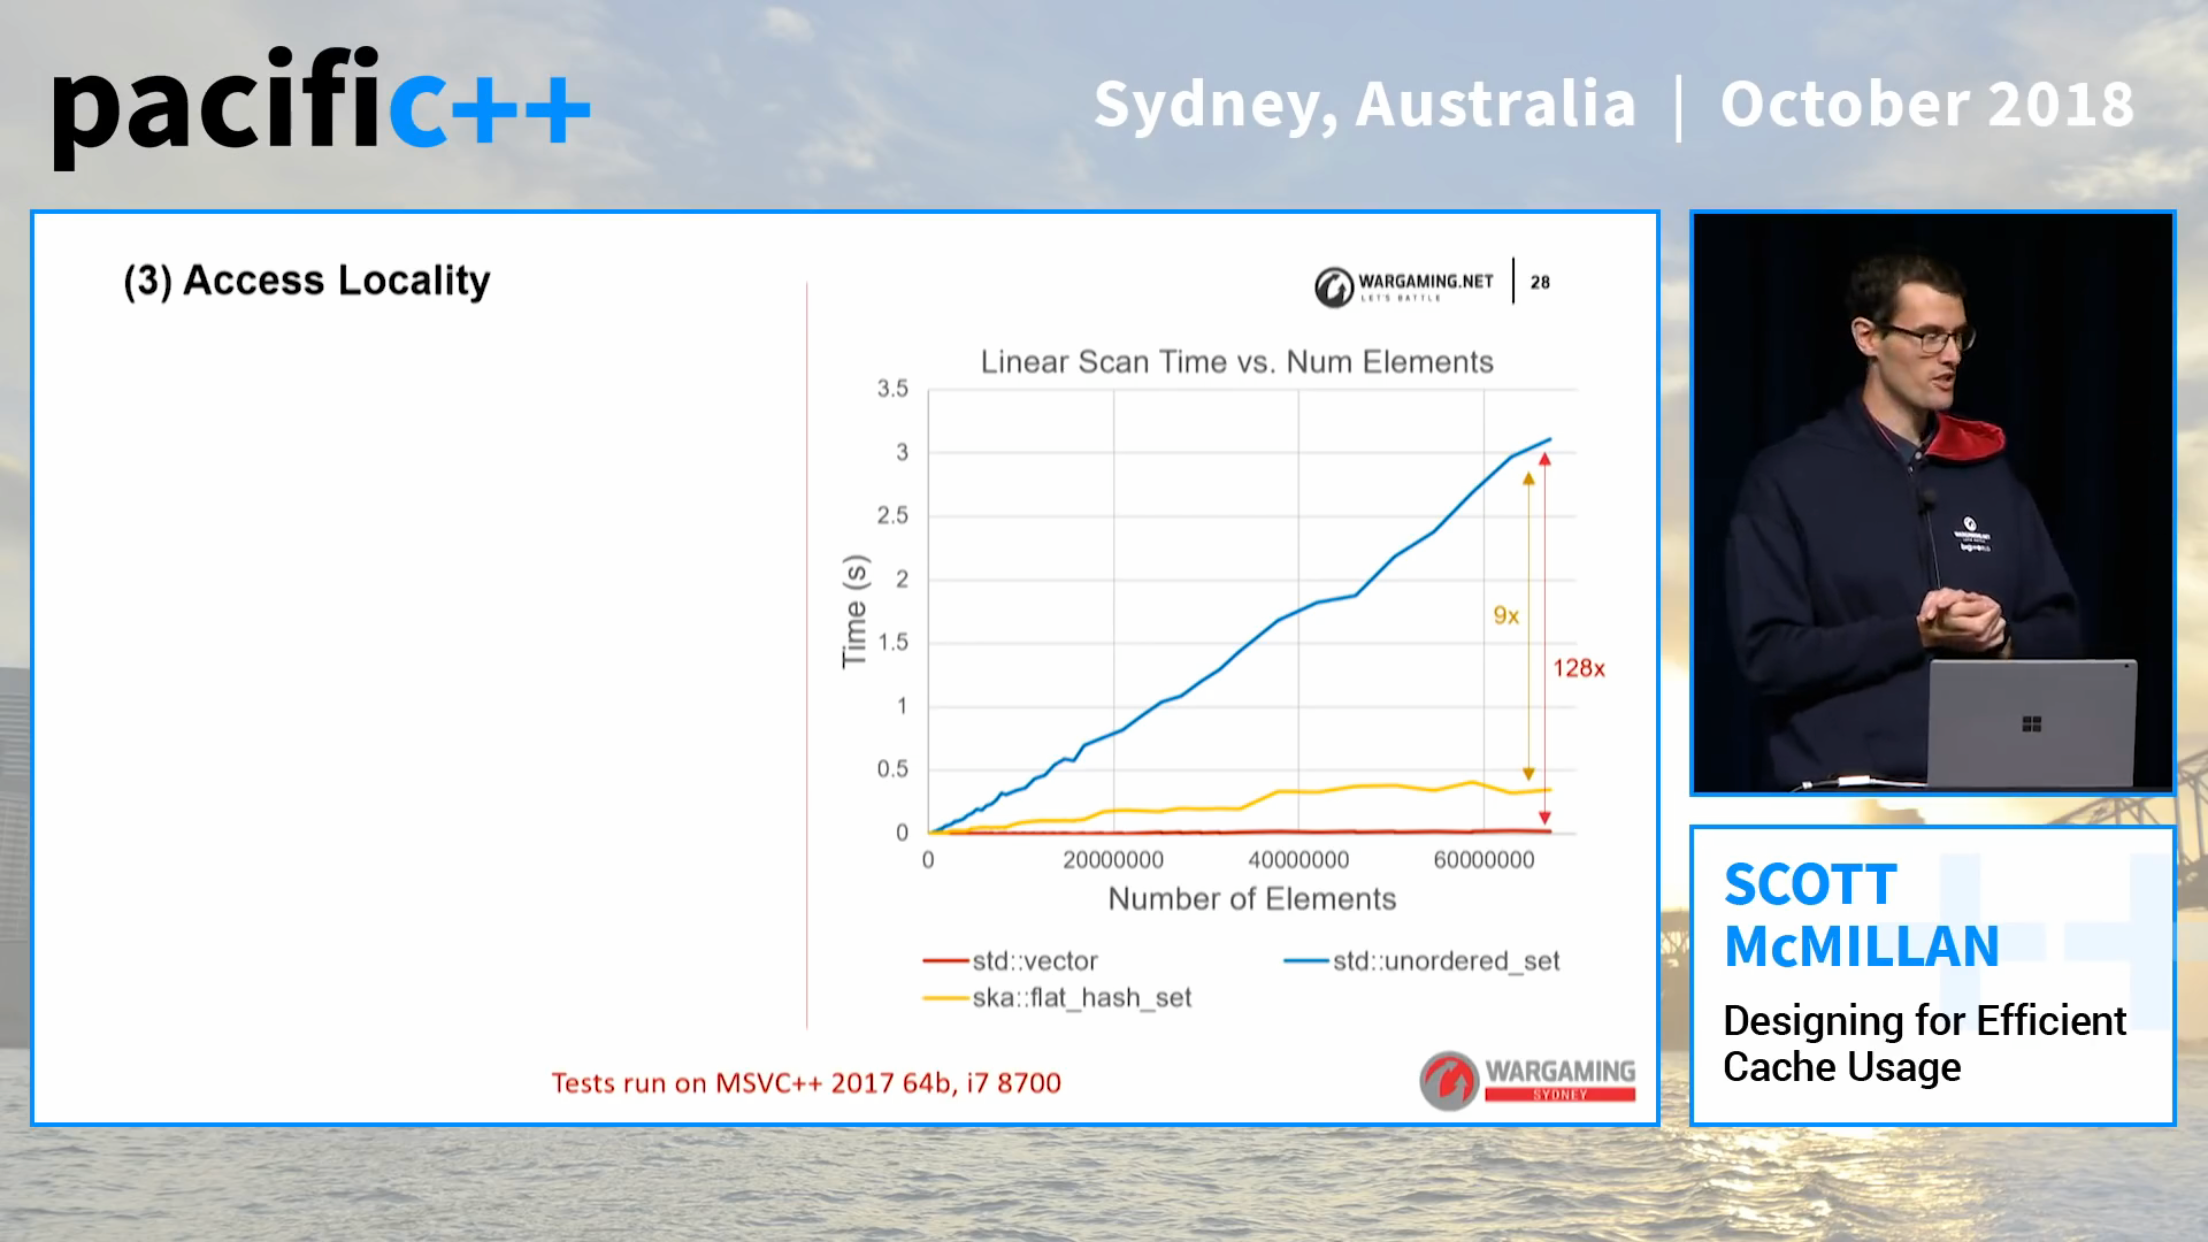 pacific++
Sydney, Australia | October 2018
(3) Access Locality
WARGAMING.NET
LET'S BATTLE
28
Linear Scan Time vs. Num Elements
3.5
3
2.5
2
1.5
1
0.5
0
Time (s)
9x
128x
0 20000000 40000000 60000000
Number of Elements
std::vector
std::unordered_set
ska::flat_hash_set
Tests run on MSVC++ 2017 64b, i7 8700
WARGAMING
SYDNEY
SCOTT
McMILLAN
Designing for Efficient
Cache Usage